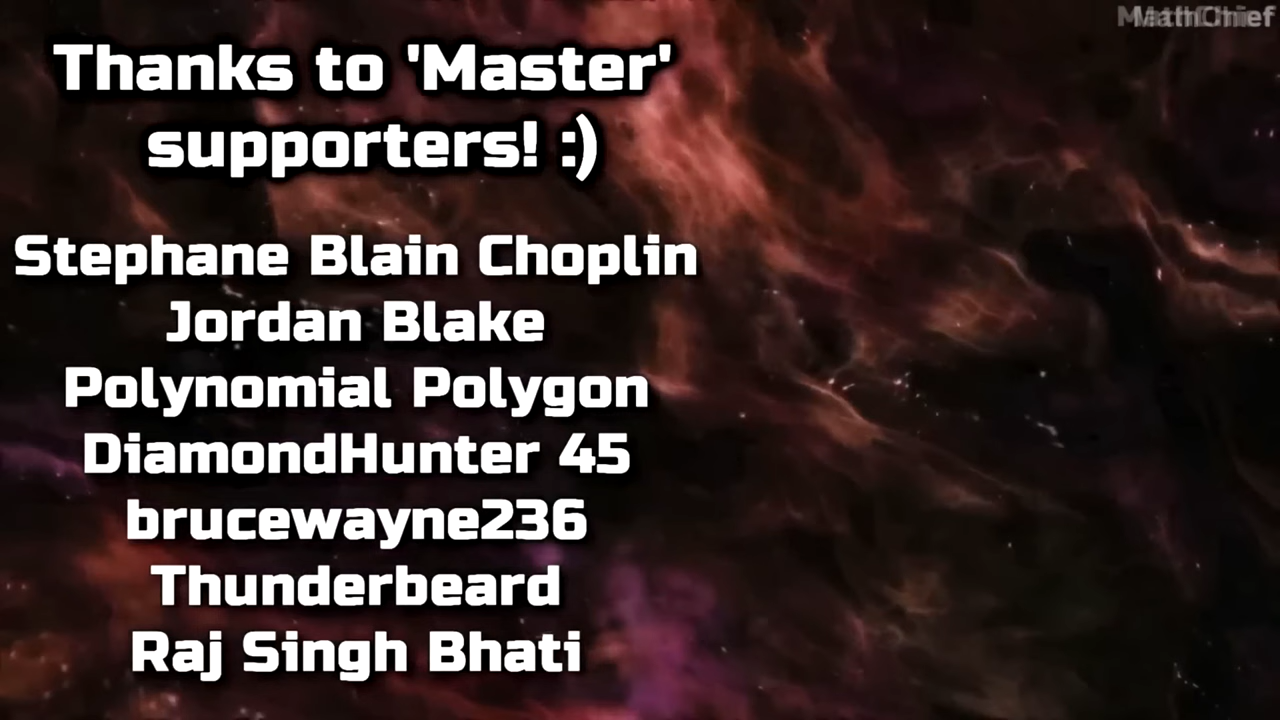 MathChief
Thanks to 'Master'
supporters! :)
Stephane Blain Choplin
Jordan Blake
Polynomial Polygon
DiamondHunter 45
brucewayne236
Thunderbeard
Raj Singh Bhati